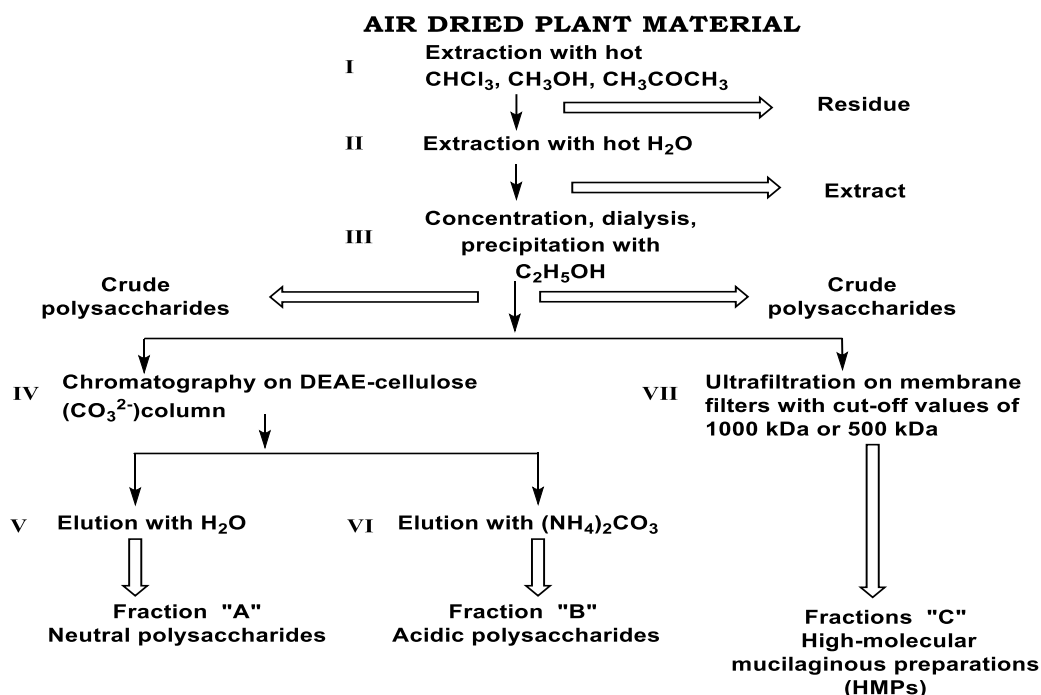 AIR DRIED PLANT MATERIAL
I
Extraction with hot
CHCl₃, CH₃OH, CH₃COCH₃
Residue
II
Extraction with hot H₂O
Extract
III
Concentration, dialysis,
precipitation with
C₂H₅OH
Crude
polysaccharides
Crude
polysaccharides
IV
Chromatography on DEAE-cellulose
(CO₃²⁻)column
VII
Ultrafiltration on membrane
filters with cut-off values of
1000 kDa or 500 kDa
V
Elution with H₂O
VI
Elution with (NH₄)₂CO₃
Fraction "A"
Neutral polysaccharides
Fraction "B"
Acidic polysaccharides
Fractions "C"
High-molecular
mucilaginous preparations
(HMPs)